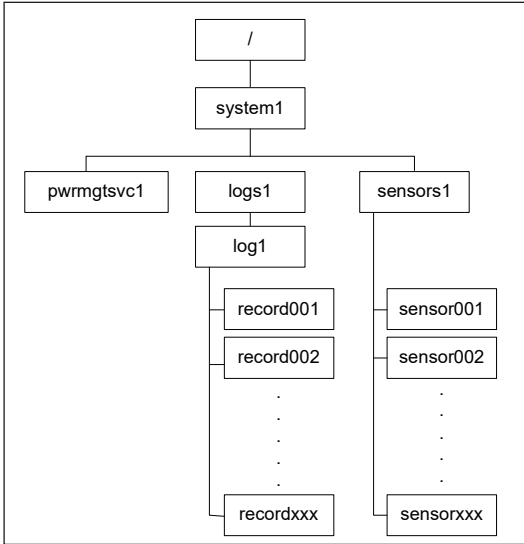 /
system1
pwrmgtsvc1 logs1 sensors1
log1
record001 sensor001
record002 sensor002
. .
. .
. .
. .
. .
recordxxx sensorxxx